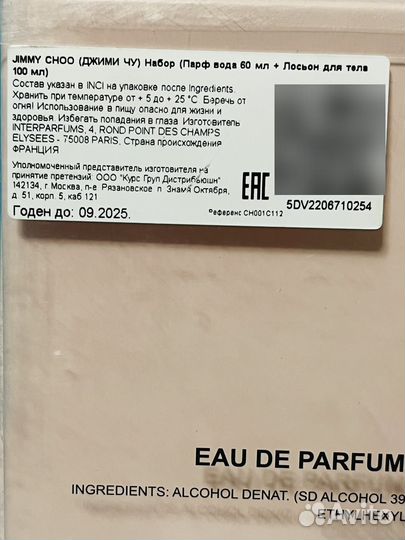 JIMMY CHOO (ДЖИМИ ЧУ) Набор (Парф вода 60 мл + Лосьон для тела
100 мл)
Состав указан в INCI на упаковке после Ingredients.
Хранить при температуре от + 5 до + 25 °С. Беречь от
огня! Использование в пищу опасно для жизни и
здоровья. Избегать попадания в глаза. Изготовитель
INTERPARFUMS, 4, ROND POINT DES CHAMPS
ELYSEES - 75008 PARIS. Страна происхождения
ФРАНЦИЯ
Уполномоченный представитель изготовителя на
принятие претензий: ООО "Курс Груп Дистрибьюшн"
142134, г Москва, п-е Рязановское п Знамя Октября,
д. 51, корп. 5, каб 121
Годен до: 09.2025.
EAC
Референс CH001C112
5DV2206710254
EAU DE PARFUM
INGREDIENTS: ALCOHOL DENAT. (SD ALCOHOL 39
ETHYLHEXYL
Avito